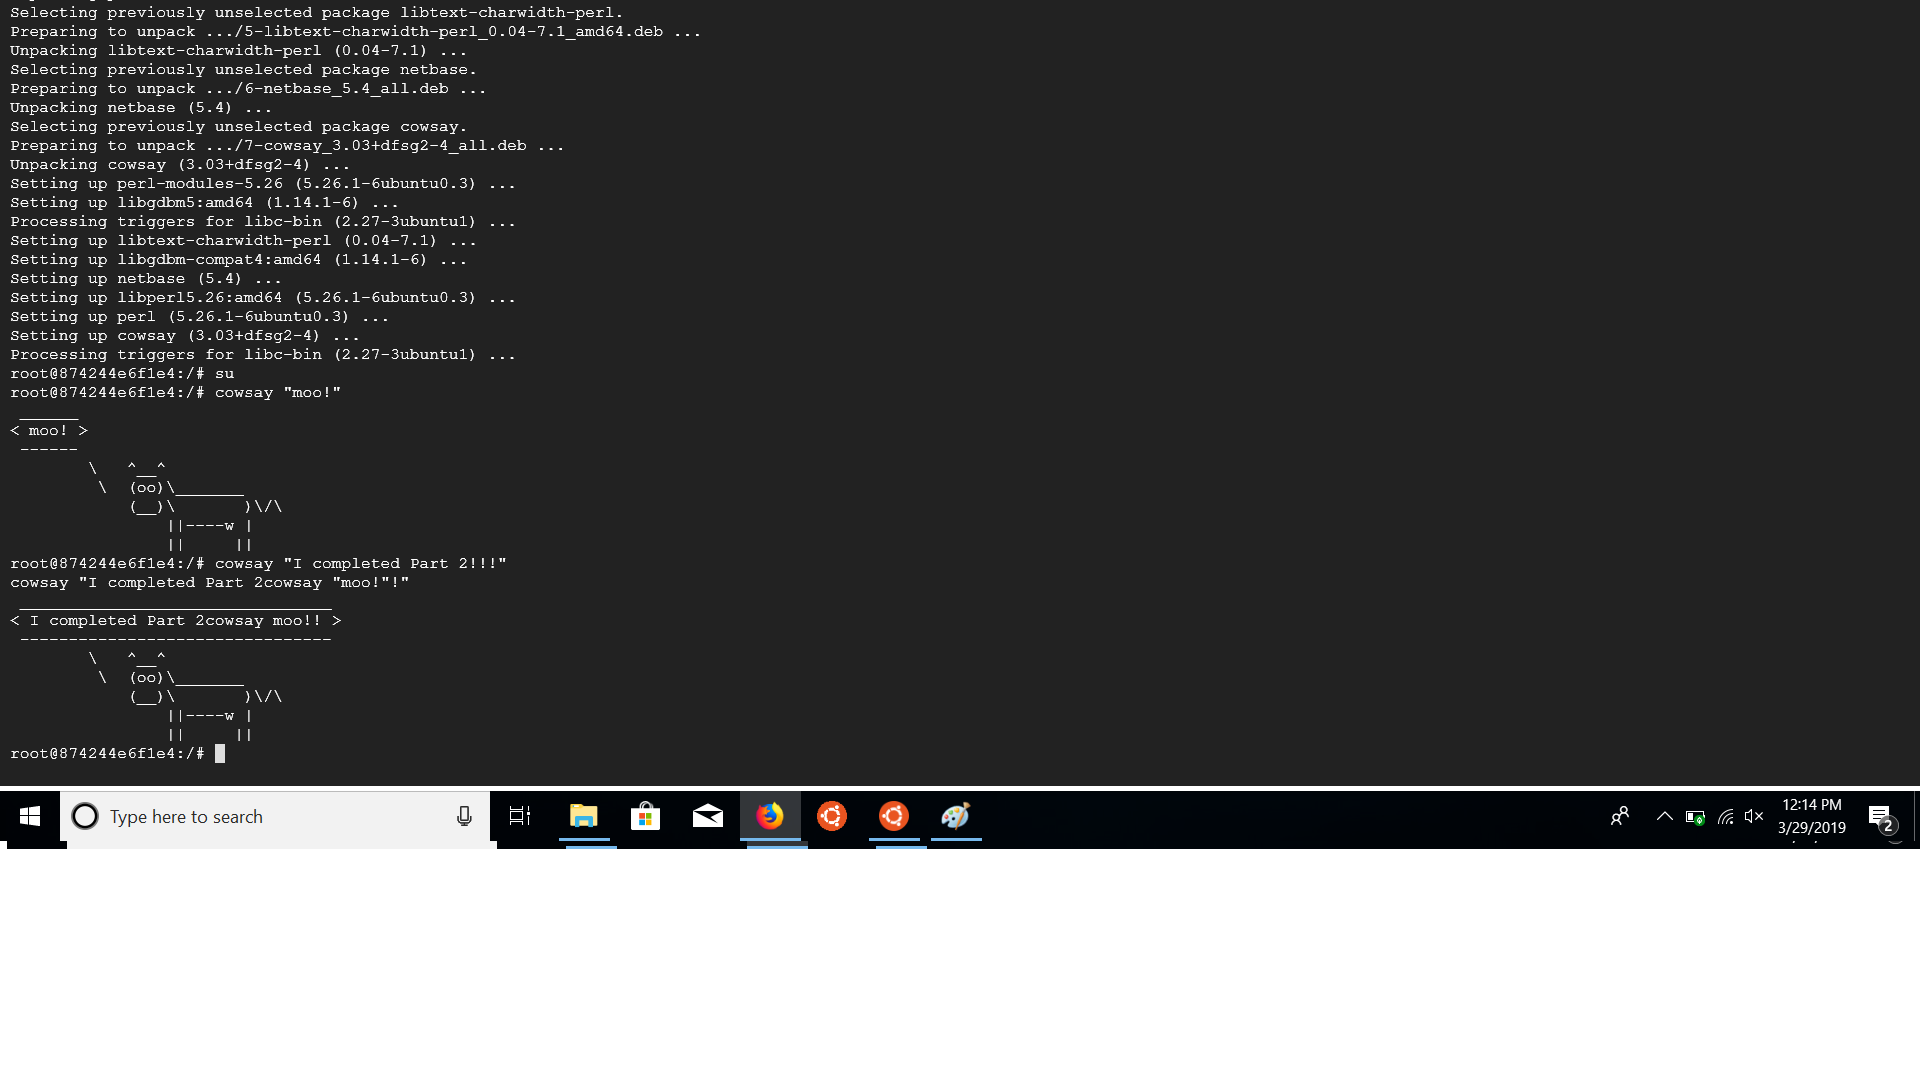 Selecting previously unselected package libtext-charwidth-perl.
Preparing to unpack .../5-libtext-charwidth-perl_0.04-7.1_amd64.deb ...
Unpacking libtext-charwidth-perl (0.04-7.1) ...
Selecting previously unselected package netbase.
Preparing to unpack .../6-netbase_5.4_all.deb ...
Unpacking netbase (5.4) ...
Selecting previously unselected package cowsay.
Preparing to unpack .../7-cowsay_3.03+dfsg2-4_all.deb ...
Unpacking cowsay (3.03+dfsg2-4) ...
Setting up perl-modules-5.26 (5.26.1-6ubuntu0.3) ...
Setting up libgdbm5:amd64 (1.14.1-6) ...
Processing triggers for libc-bin (2.27-3ubuntu1) ...
Setting up libtext-charwidth-perl (0.04-7.1) ...
Setting up libgdbm-compat4:amd64 (1.14.1-6) ...
Setting up netbase (5.4) ...
Setting up libperl5.26:amd64 (5.26.1-6ubuntu0.3) ...
Setting up perl (5.26.1-6ubuntu0.3) ...
Setting up cowsay (3.03+dfsg2-4) ...
Processing triggers for libc-bin (2.27-3ubuntu1) ...
root@874244e6f1e4:/# su
root@874244e6f1e4:/# cowsay "moo!"
 ______
< moo! >
 ------
        \   ^__^
         \  (oo)\_______
            (__)\       )\/\
                ||----w |
                ||     ||
root@874244e6f1e4:/# cowsay "I completed Part 2!!!"
cowsay "I completed Part 2cowsay "moo!"!"
 ________________________________
< I completed Part 2cowsay moo!! >
 --------------------------------
        \   ^__^
         \  (oo)\_______
            (__)\       )\/\
                ||----w |
                ||     ||
root@874244e6f1e4:/#
Type here to search
12:14 PM
3/29/2019
2